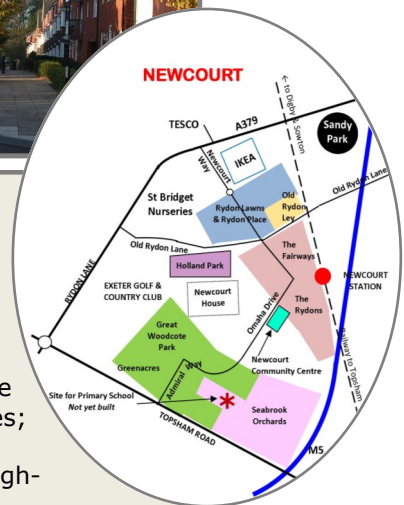 NEWCOURT
← to Digby & Sowton
TESCO
A379
Sandy
Park
Newcourt
Way
IKEA
St Bridget
Nurseries
Rydon Lawns
& Rydon Place
Old
Rydon
Ley
Old Rydon Lane
Old Rydon Lane
The
Fairways
RYDON LANE
Holland Park
EXETER GOLF &
COUNTRY CLUB
Newcourt
House
NEWCOURT
STATION
Omaha Drive
The
Rydons
Great
Woodcote
Park
Railway to Topsham
Newcourt
Community Centre
Greenacres
Admiral Way
Site for Primary School
Not yet built
Seabrook
Orchards
TOPSHAM ROAD
M5
es;
gh-